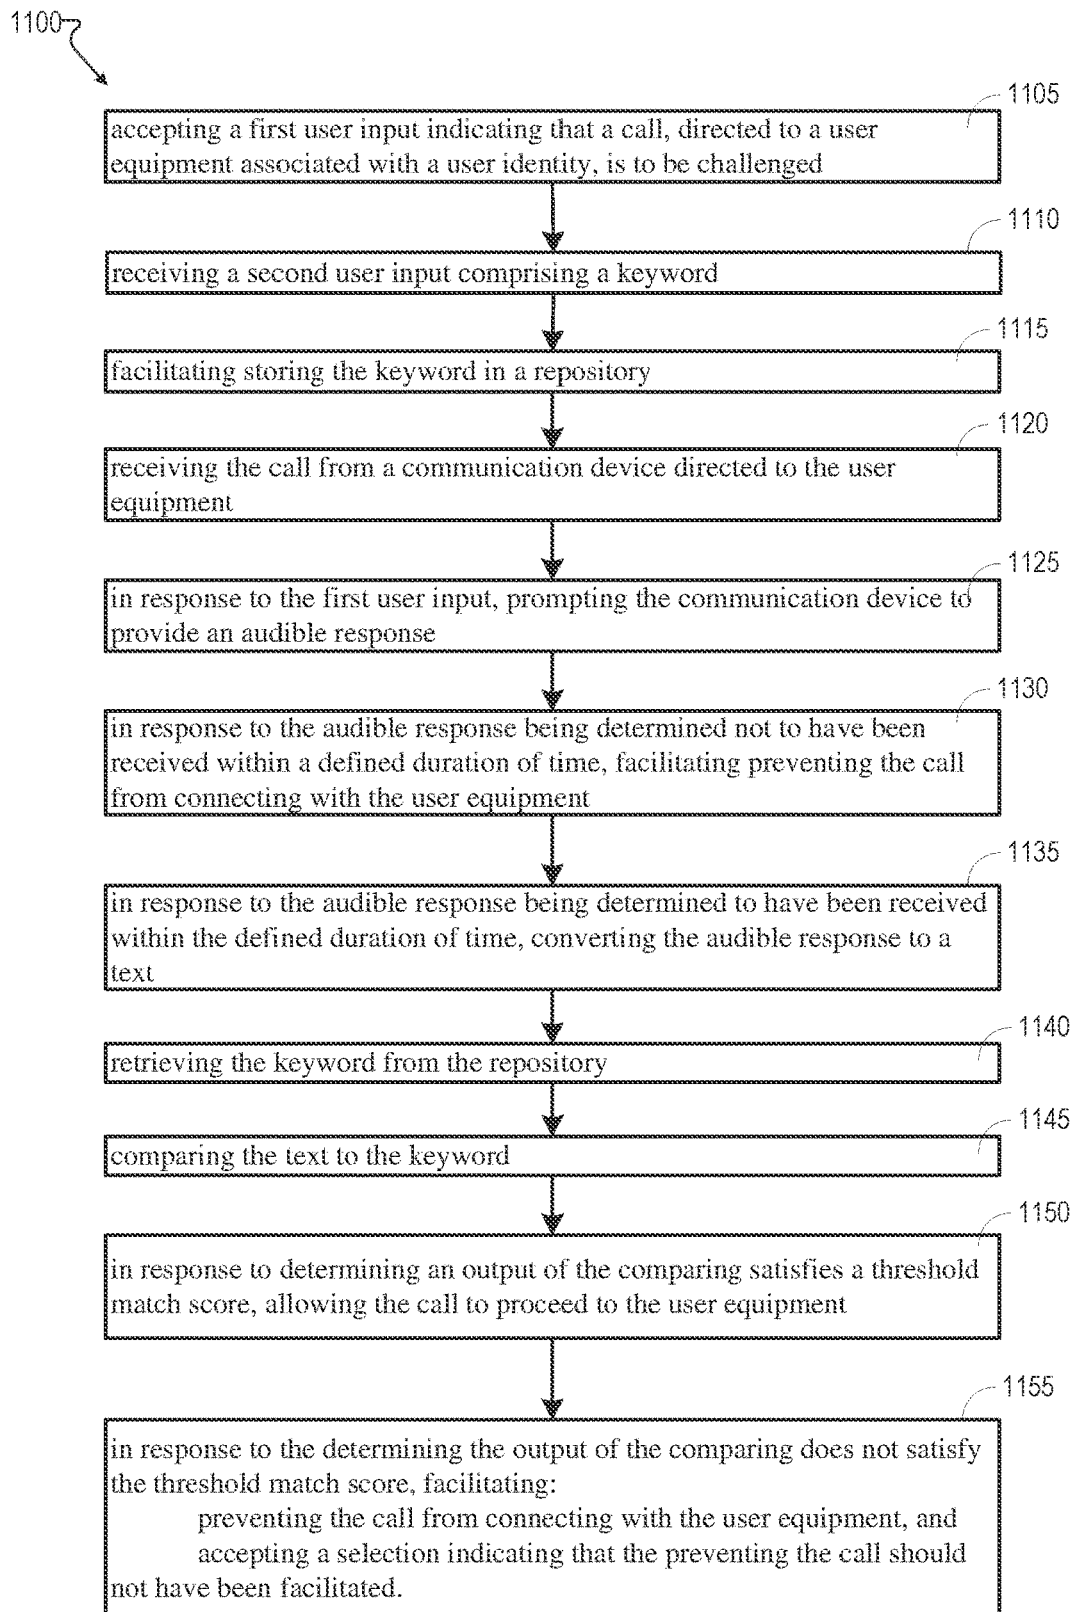 1100
1105
accepting a first user input indicating that a call, directed to a user
equipment associated with a user identity, is to be challenged
1110
receiving a second user input comprising a keyword
1115
facilitating storing the keyword in a repository
1120
receiving the call from a communication device directed to the user
equipment
1125
in response to the first user input, prompting the communication device to
provide an audible response
1130
in response to the audible response being determined not to have been
received within a defined duration of time, facilitating preventing the call
from connecting with the user equipment
1135
in response to the audible response being determined to have been received
within the defined duration of time, converting the audible response to a
text
1140
retrieving the keyword from the repository
1145
comparing the text to the keyword
1150
in response to determining an output of the comparing satisfies a threshold
match score, allowing the call to proceed to the user equipment
1155
in response to the determining the output of the comparing does not satisfy
the threshold match score, facilitating:
preventing the call from connecting with the user equipment, and
accepting a selection indicating that the preventing the call should
not have been facilitated.